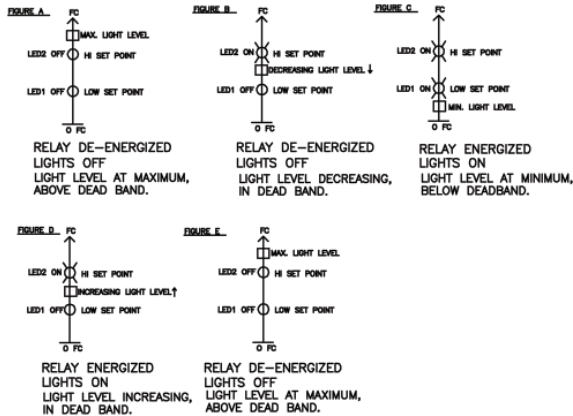 FIGURE A
FC
MAX. LIGHT LEVEL
LED2 OFF HI SET POINT
LED1 OFF LOW SET POINT
0 FC
RELAY DE-ENERGIZED
LIGHTS OFF
LIGHT LEVEL AT MAXIMUM,
ABOVE DEAD BAND.
FIGURE B
FC
LED2 ON HI SET POINT
DECREASING LIGHT LEVEL ↓
LED1 OFF LOW SET POINT
0 FC
RELAY DE-ENERGIZED
LIGHTS OFF
LIGHT LEVEL DECREASING,
IN DEAD BAND.
FIGURE C
FC
LED2 ON HI SET POINT
LED1 ON LOW SET POINT
MIN. LIGHT LEVEL
0 FC
RELAY ENERGIZED
LIGHTS ON
LIGHT LEVEL AT MINIMUM,
BELOW DEADBAND.
FIGURE D
FC
LED2 ON HI SET POINT
INCREASING LIGHT LEVEL ↑
LED1 OFF LOW SET POINT
0 FC
RELAY ENERGIZED
LIGHTS ON
LIGHT LEVEL INCREASING,
IN DEAD BAND.
FIGURE E
FC
MAX. LIGHT LEVEL
LED2 OFF HI SET POINT
LED1 OFF LOW SET POINT
0 FC
RELAY DE-ENERGIZED
LIGHTS OFF
LIGHT LEVEL AT MAXIMUM,
ABOVE DEAD BAND.